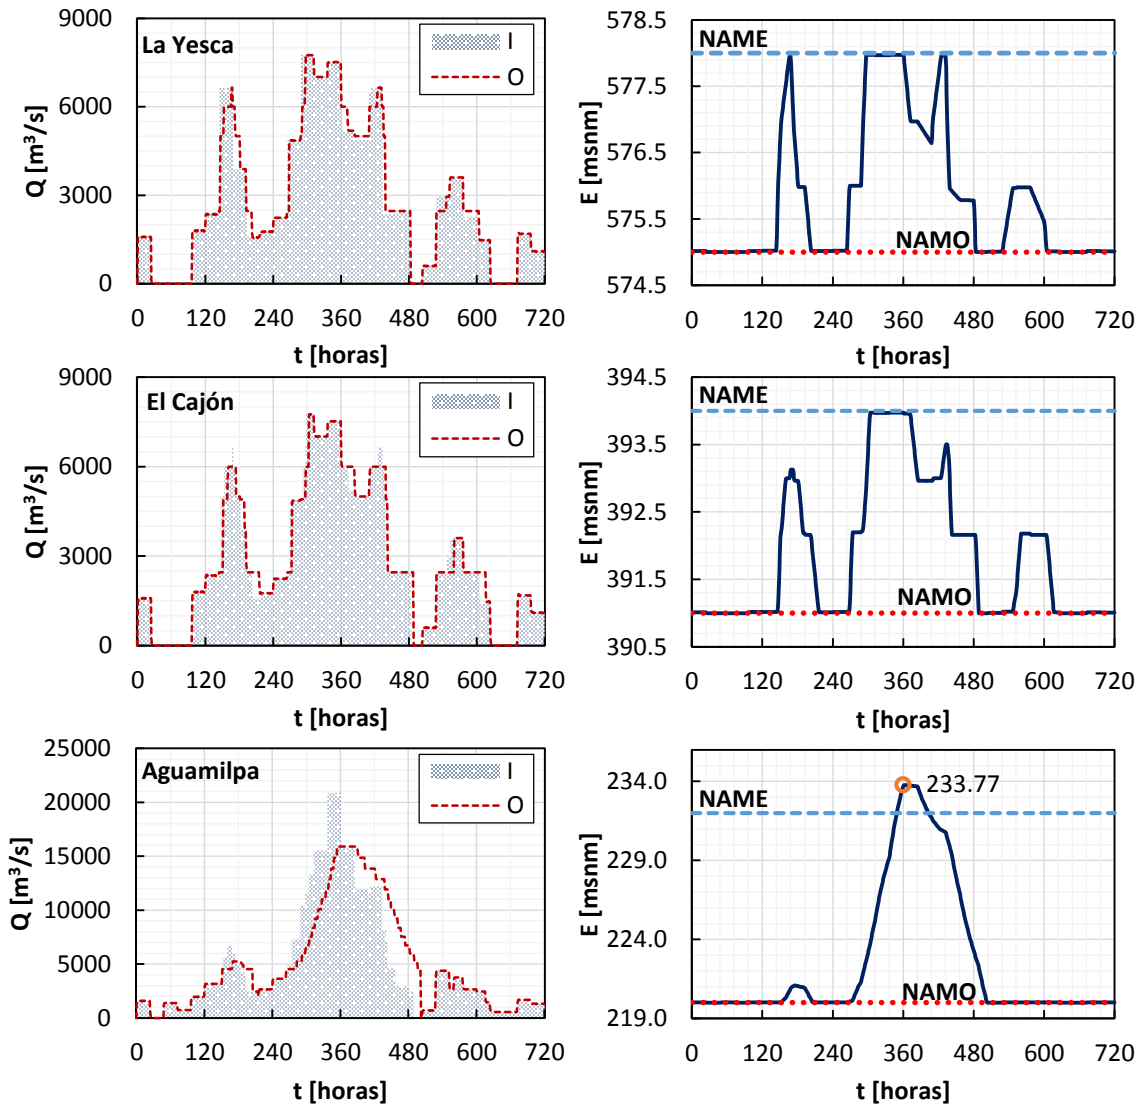 9000
6000
3000
0
Q [m³/s]
La Yesca
I
O
0 120 240 360 480 600 720
t [horas]
578.5
577.5
576.5
575.5
574.5
E [msnm]
NAME
NAMO
0 120 240 360 480 600 720
t [horas]
9000
6000
3000
0
Q [m³/s]
El Cajón
I
O
0 120 240 360 480 600 720
t [horas]
394.5
393.5
392.5
391.5
390.5
E [msnm]
NAME
NAMO
0 120 240 360 480 600 720
t [horas]
25000
20000
15000
10000
5000
0
Q [m³/s]
Aguamilpa
I
O
0 120 240 360 480 600 720
t [horas]
234.0
229.0
224.0
219.0
E [msnm]
NAME
233.77
NAMO
0 120 240 360 480 600 720
t [horas]